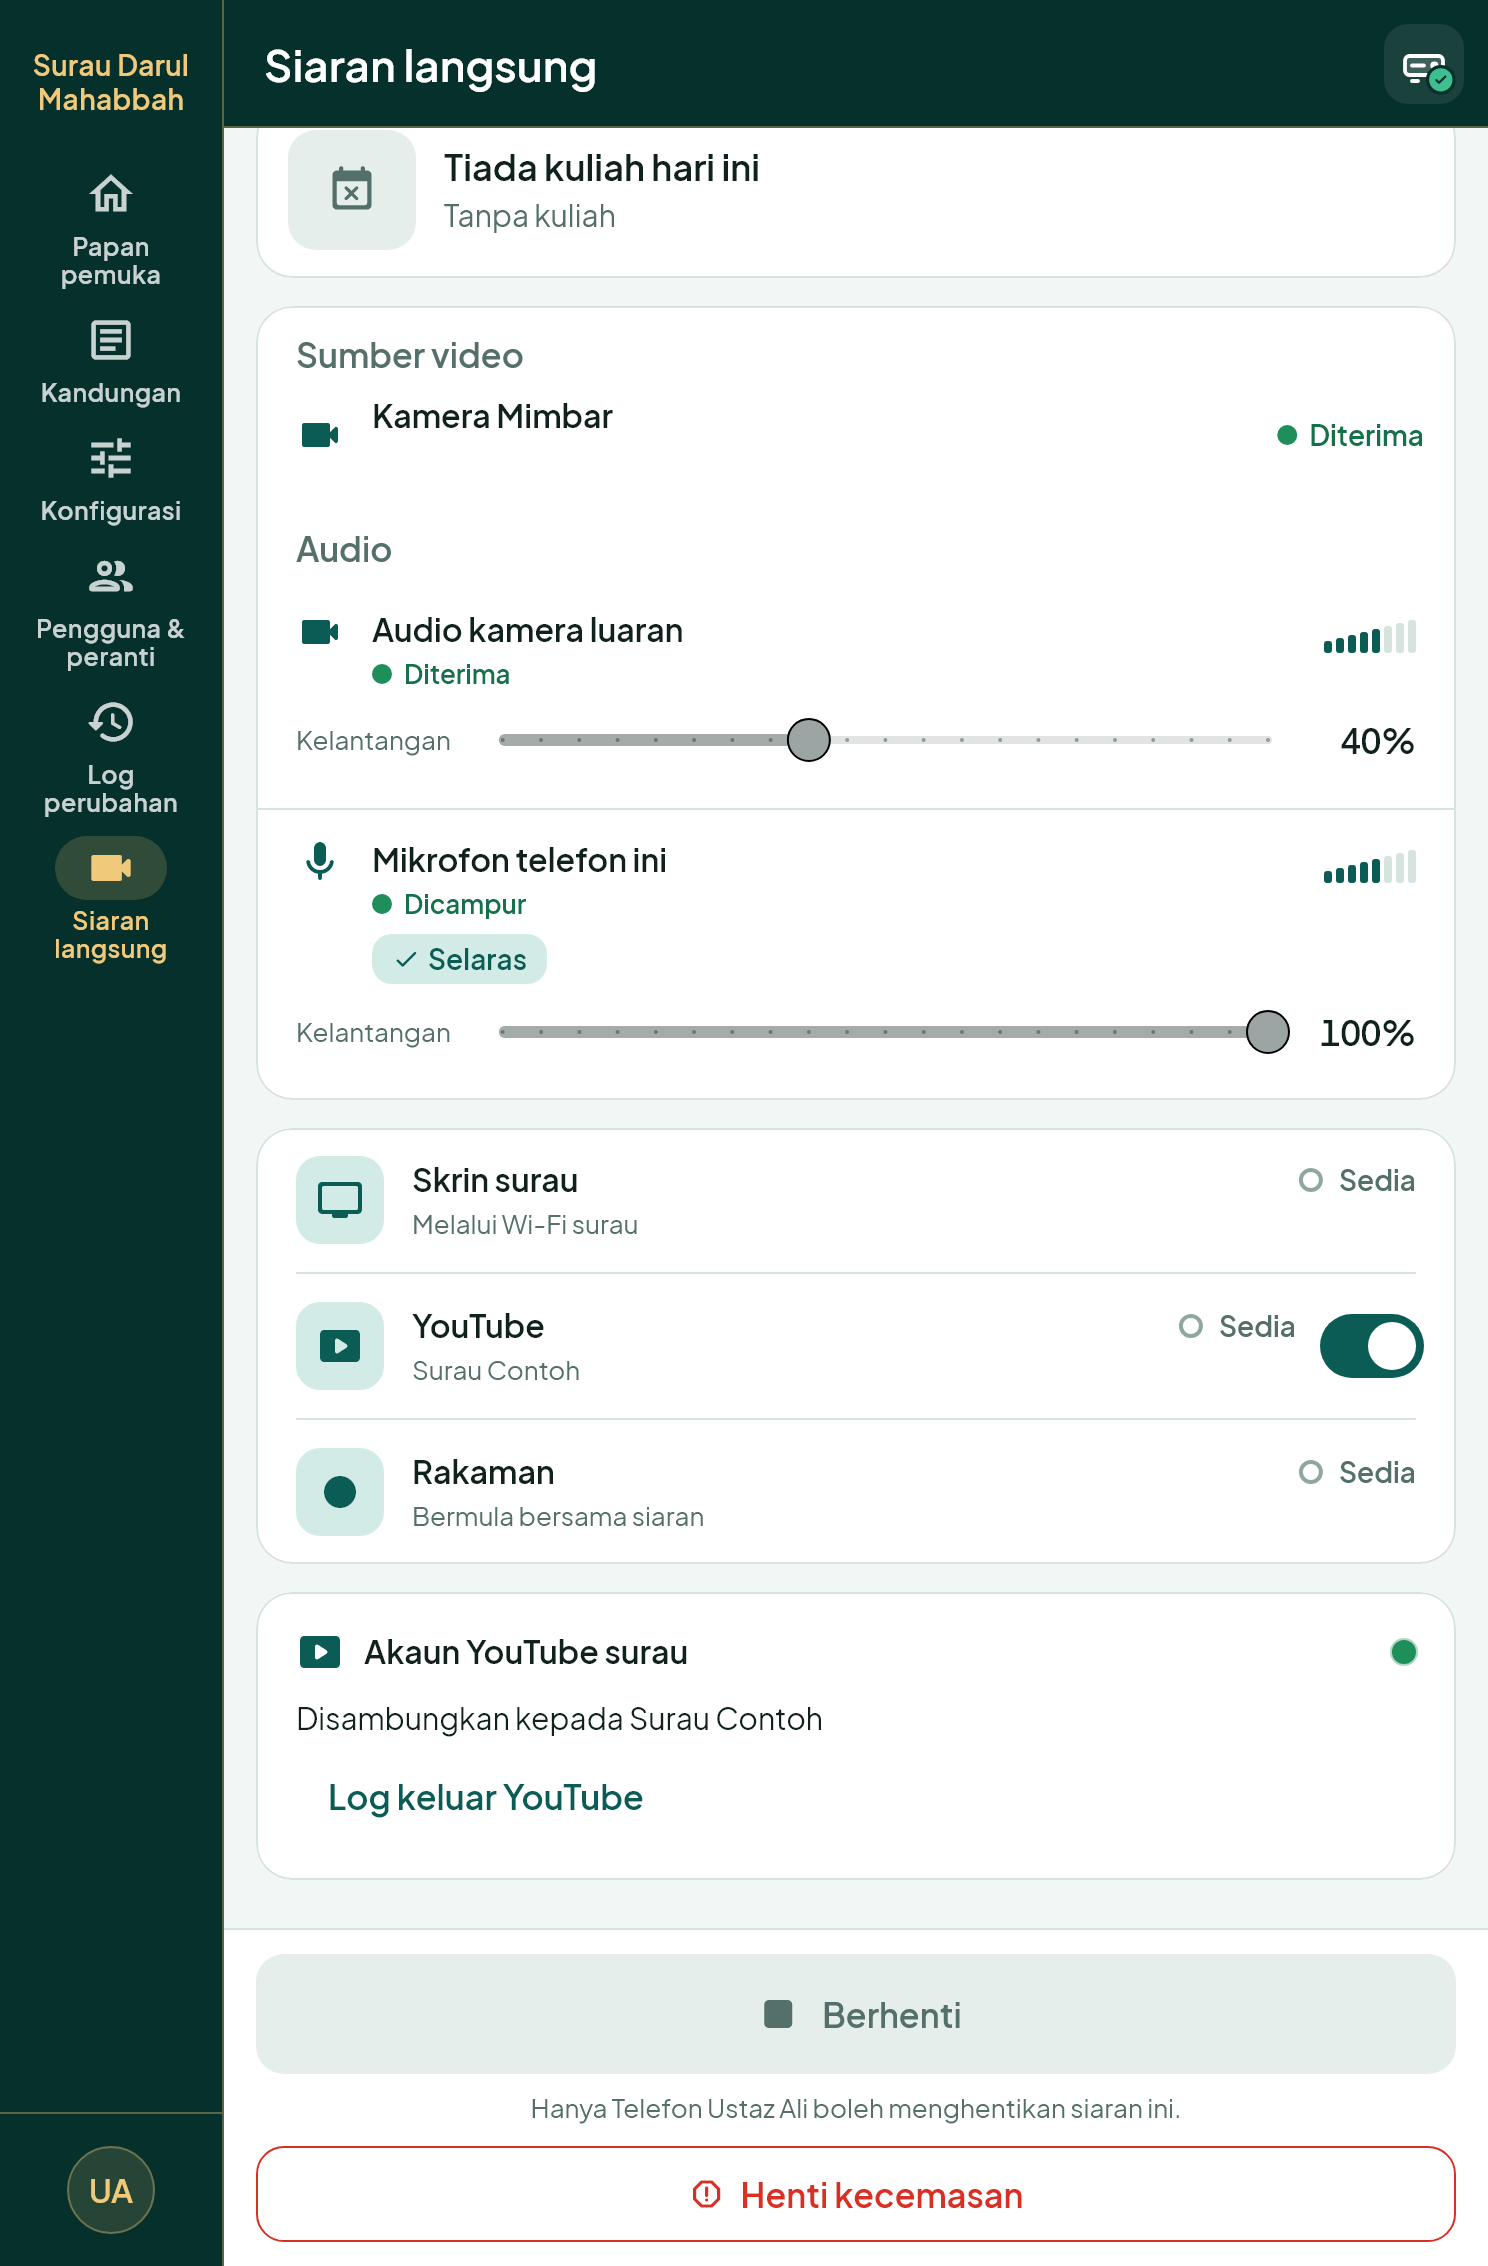 Surau Darul
Mahabbah
Papan
pemuka
Kandungan
Konfigurasi
Pengguna &
peranti
Log
perubahan
Siaran
langsung
UA
Siaran langsung
Tiada kuliah hari ini
Tanpa kuliah
Sumber video
Kamera Mimbar
Diterima
Audio
Audio kamera luaran
Diterima
Kelantangan
40%
Mikrofon telefon ini
Dicampur
Selaras
Kelantangan
100%
Skrin surau
Sedia
Melalui Wi-Fi surau
YouTube
Sedia
Surau Contoh
Rakaman
Sedia
Bermula bersama siaran
Akaun YouTube surau
Disambungkan kepada Surau Contoh
Log keluar YouTube
Berhenti
Hanya Telefon Ustaz Ali boleh menghentikan siaran ini.
Henti kecemasan